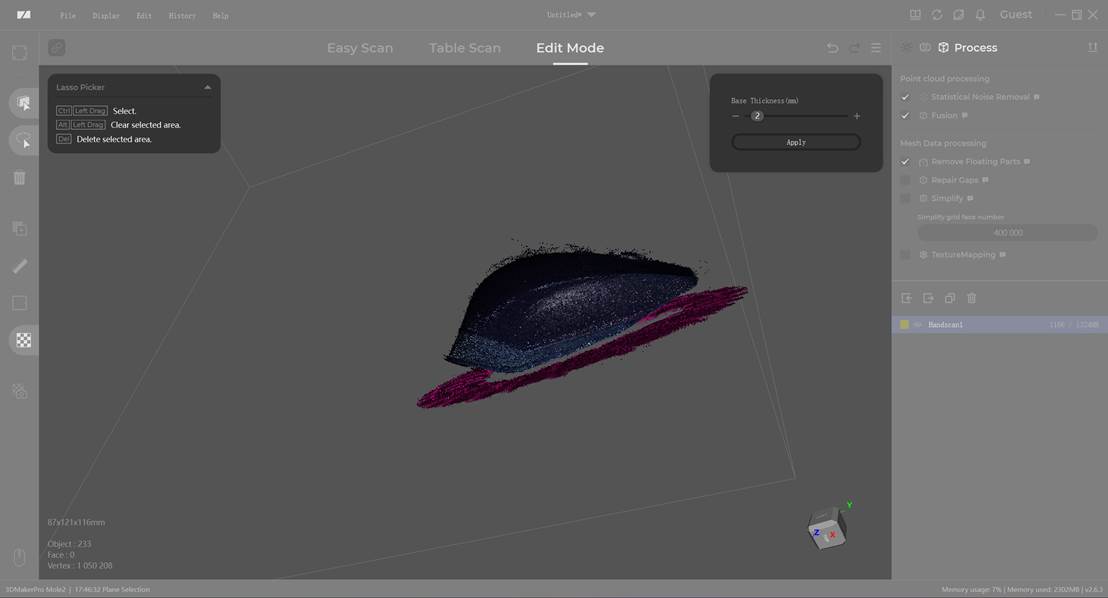 File Display Edit History Help
Untitled*
Guest
Easy Scan Table Scan Edit Mode
Process
Lasso Picker
Ctrl Left Drag Select.
Alt Left Drag Clear selected area.
Del Delete selected area.
Base Thickness(mm)
− 2 +
Apply
Point cloud processing
Statistical Noise Removal
Fusion
Mesh Data processing
Remove Floating Parts
Repair Gaps
Simplify
Simplify grid face number
400 000
TextureMapping
Handscan1
87x121x116mm
Object : 233
Face : 0
Vertex : 1 050 208
Y
Z X
3DMakerPro Mole2 | 17:46:32 Plane Selection
Memory usage: 7% | Memory used: 2302MB | v2.6.3